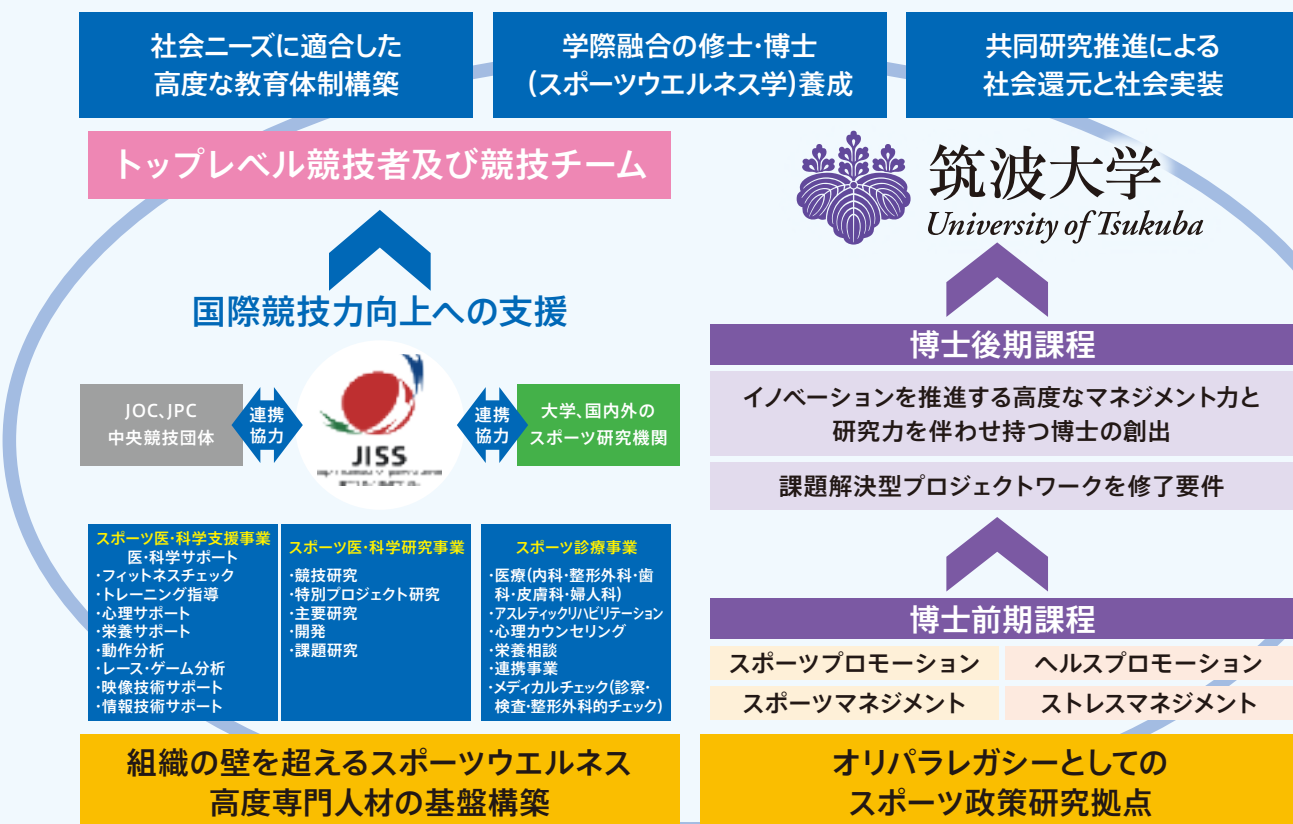 社会ニーズに適合した
高度な教育体制構築
学際融合の修士・博士
(スポーツウエルネス学)養成
共同研究推進による
社会還元と社会実装
トップレベル競技者及び競技チーム
国際競技力向上への支援
JOC、JPC
中央競技団体
連携
協力
JISS
連携
協力
大学、国内外の
スポーツ研究機関
スポーツ医・科学支援事業
医・科学サポート
・フィットネスチェック
・トレーニング指導
・心理サポート
・栄養サポート
・動作分析
・レース・ゲーム分析
・映像技術サポート
・情報技術サポート
スポーツ医・科学研究事業
・競技研究
・特別プロジェクト研究
・主要研究
・開発
・課題研究
スポーツ診療事業
・医療(内科・整形外科・歯
科・皮膚科・婦人科)
・アスレティックリハビリテーション
・心理カウンセリング
・栄養相談
・連携事業
・メディカルチェック(診察・
検査・整形外科的チェック)
組織の壁を超えるスポーツウエルネス
高度専門人材の基盤構築
筑波大学
University of Tsukuba
博士後期課程
イノベーションを推進する高度なマネジメント力と
研究力を伴わせ持つ博士の創出
課題解決型プロジェクトワークを修了要件
博士前期課程
スポーツプロモーション
ヘルスプロモーション
スポーツマネジメント
ストレスマネジメント
オリパラレガシーとしての
スポーツ政策研究拠点